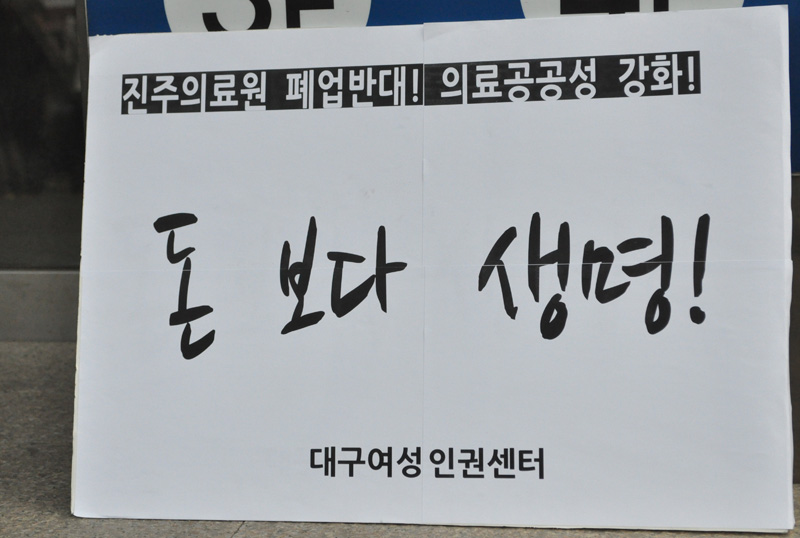 진주의료원 폐업반대! 의료공공성 강화!
돈 보다 생명!
대구여성인권센터